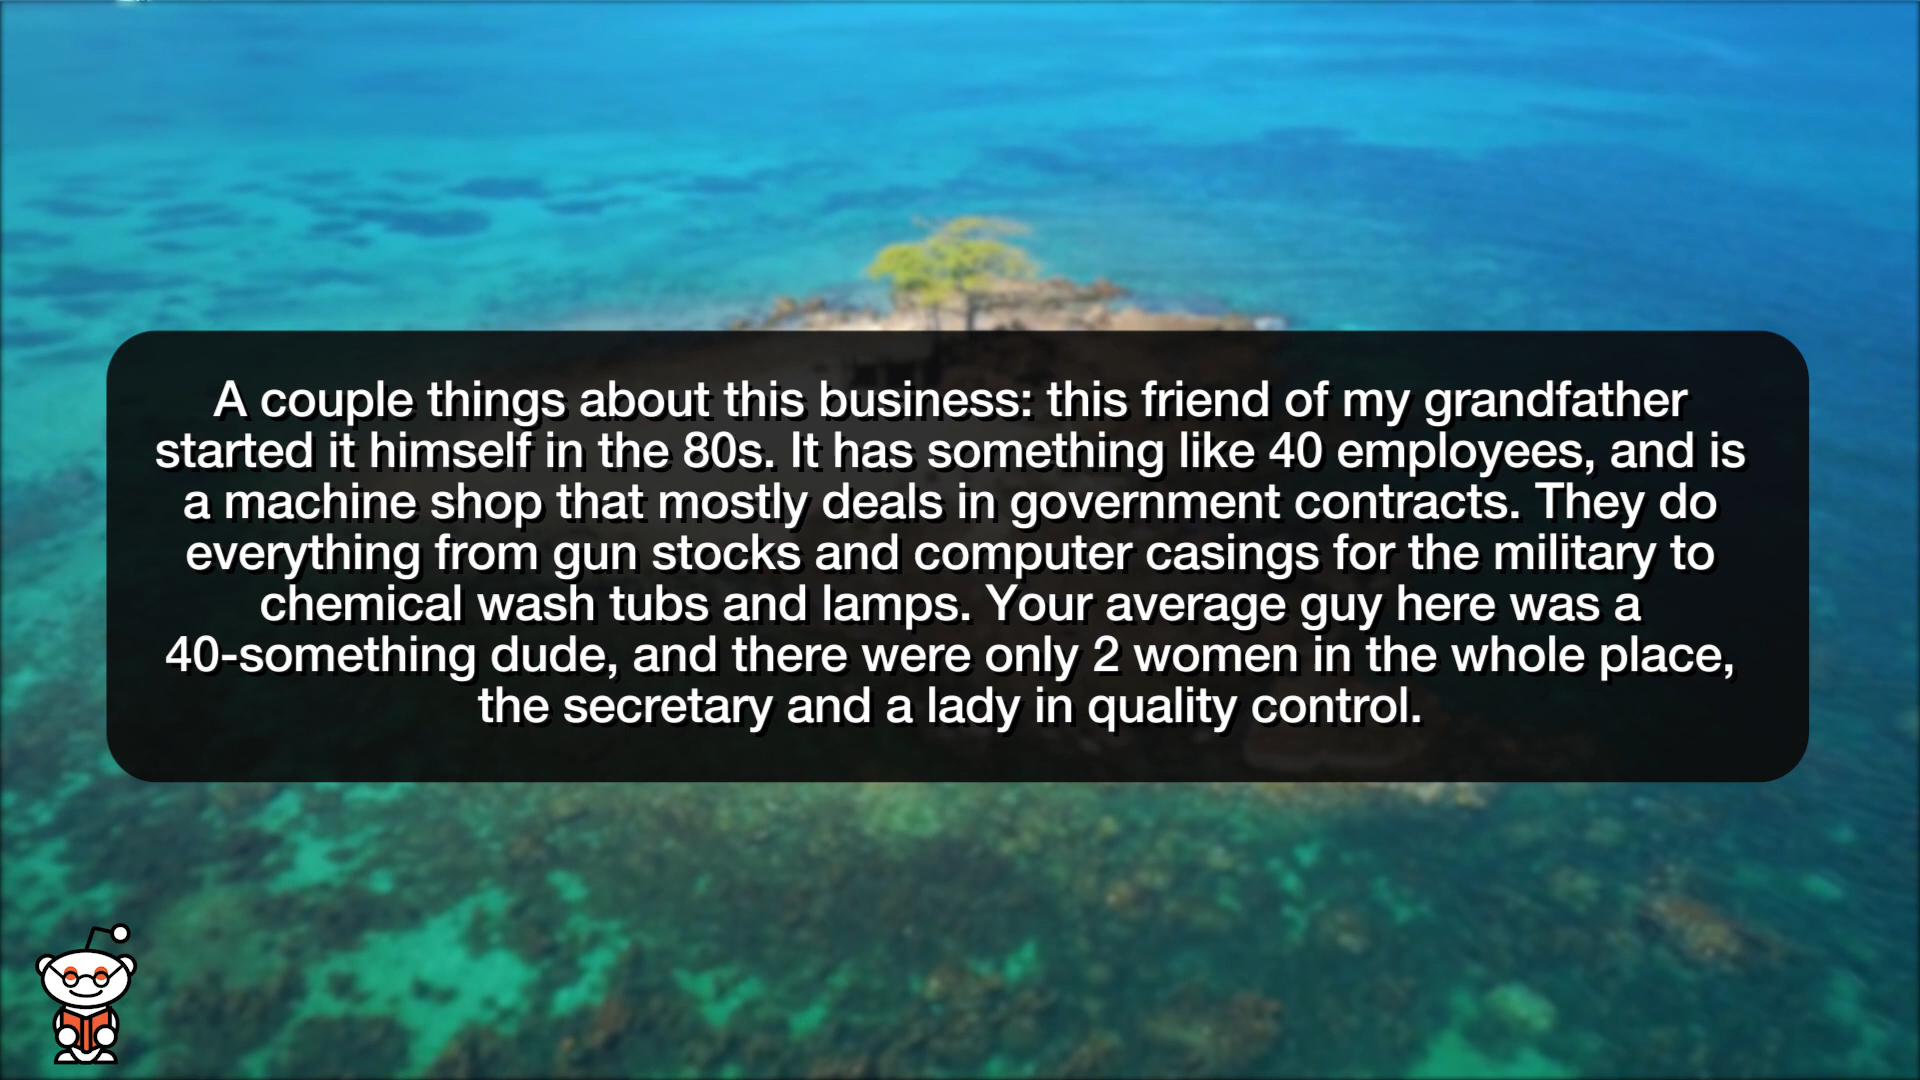 A couple things about this business: this friend of my grandfather
started it himself in the 80s. It has something like 40 employees, and is
a machine shop that mostly deals in government contracts. They do
everything from gun stocks and computer casings for the military to
chemical wash tubs and lamps. Your average guy here was a
40-something dude, and there were only 2 women in the whole place,
the secretary and a lady in quality control.